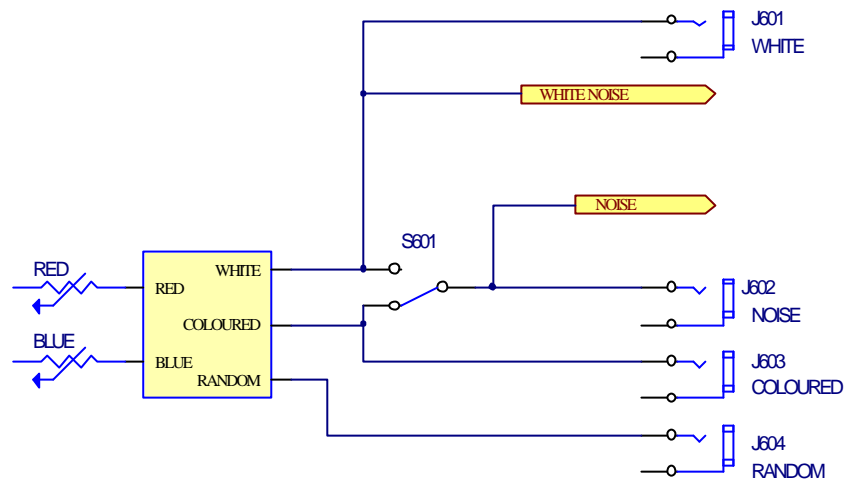 J601
WHITE
WHITE NOISE
NOISE
S601
RED
WHITE
RED
J602
NOISE
COLOURED
BLUE
BLUE
J603
COLOURED
RANDOM
J604
RANDOM